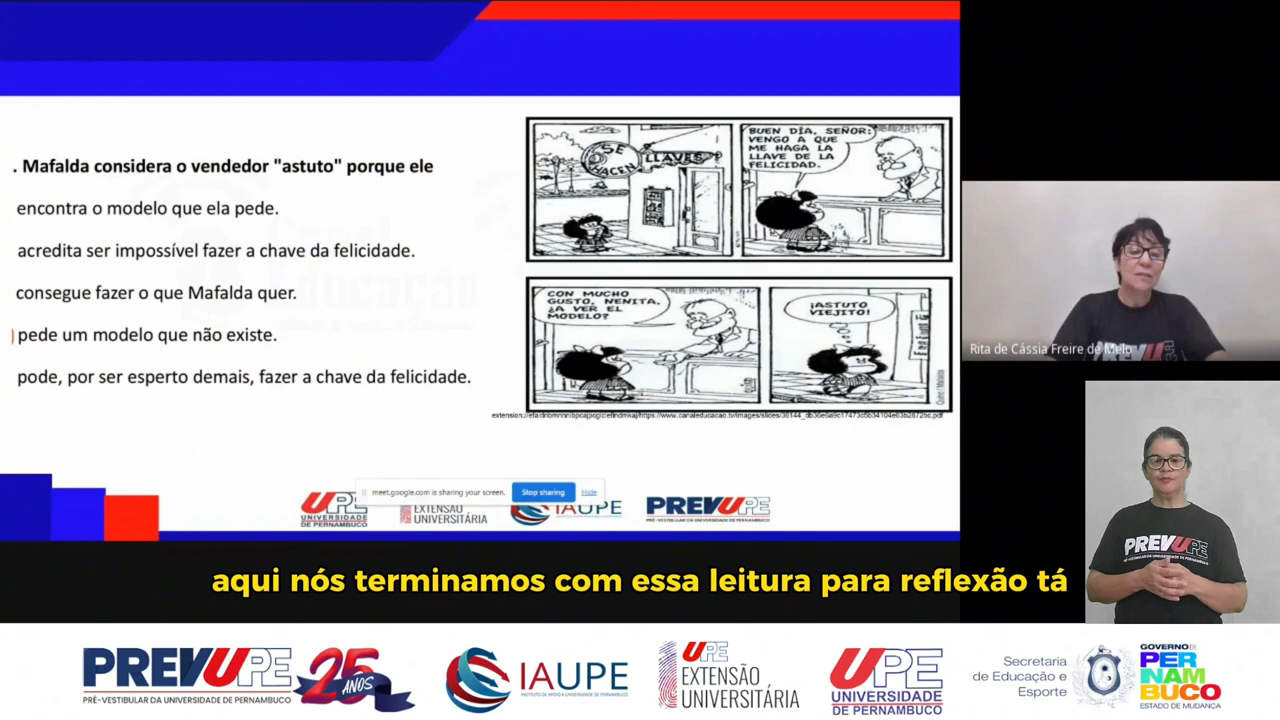 . Mafalda considera o vendedor "astuto" porque ele
encontra o modelo que ela pede.
acredita ser impossível fazer a chave da felicidade.
consegue fazer o que Mafalda quer.
) pede um modelo que não existe.
pode, por ser esperto demais, fazer a chave da felicidade.
SE
HACEN
LLAVES
BUEN DÍA, SEÑOR:
VENGO A QUE
ME HAGA LA
LLAVE DE LA
FELICIDAD.
CON MUCHO
GUSTO, NENITA.
¿A VER EL
MODELO?
¡ASTUTO
VIEJITO!
meet.google.com is sharing your screen.
Stop sharing
Hide
UPE
UNIVERSIDADE
DE PERNAMBUCO
EXTENSÃO
UNIVERSITÁRIA
IAUPE
PREVUPE
PRÉ-VESTIBULAR DA UNIVERSIDADE DE PERNAMBUCO
Rita de Cássia Freire de Melo
PREVUPE
aqui nós terminamos com essa leitura para reflexão tá
PREVUPE
PRÉ-VESTIBULAR DA UNIVERSIDADE DE PERNAMBUCO
25
ANOS
IAUPE
INSTITUTO DE APOIO À UNIVERSIDADE DE PERNAMBUCO
UPE
EXTENSÃO
UNIVERSITÁRIA
UPE
UNIVERSIDADE
DE PERNAMBUCO
Secretaria
de Educação e
Esporte
GOVERNO DE
PER
NAM
BUCO
ESTADO DE MUDANÇA